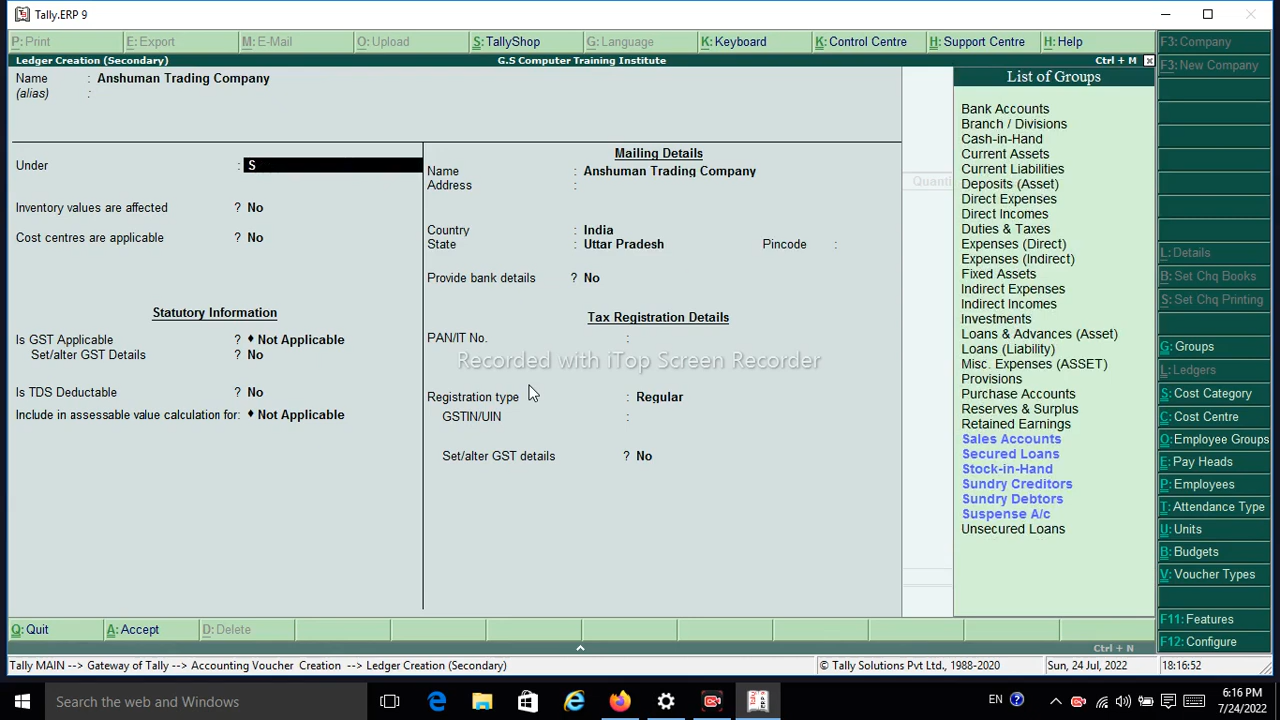 Tally.ERP 9
P: Print
E: Export
M: E-Mail
O: Upload
S: TallyShop
G: Language
K: Keyboard
K: Control Centre
H: Support Centre
H: Help
F3: Company
Ledger Creation (Secondary)
G.S Computer Training Institute
Ctrl + M
F3: New Company
Name : Anshuman Trading Company
(alias) :
List of Groups
Under : S
Inventory values are affected ? No
Cost centres are applicable ? No
Statutory Information
Is GST Applicable ? ♦ Not Applicable
Set/alter GST Details ? No
Is TDS Deductable ? No
Include in assessable value calculation for: ♦ Not Applicable
Mailing Details
Name : Anshuman Trading Company
Address :
Country : India
State : Uttar Pradesh
Pincode :
Provide bank details ? No
Tax Registration Details
PAN/IT No. :
Recorded with iTop Screen Recorder
Registration type : Regular
GSTIN/UIN :
Set/alter GST details ? No
Quanti
Bank Accounts
Branch / Divisions
Cash-in-Hand
Current Assets
Current Liabilities
Deposits (Asset)
Direct Expenses
Direct Incomes
Duties & Taxes
Expenses (Direct)
Expenses (Indirect)
Fixed Assets
Indirect Expenses
Indirect Incomes
Investments
Loans & Advances (Asset)
Loans (Liability)
Misc. Expenses (ASSET)
Provisions
Purchase Accounts
Reserves & Surplus
Retained Earnings
Sales Accounts
Secured Loans
Stock-in-Hand
Sundry Creditors
Sundry Debtors
Suspense A/c
Unsecured Loans
L: Details
B: Set Chq Books
S: Set Chq Printing
G: Groups
L: Ledgers
S: Cost Category
C: Cost Centre
O: Employee Groups
E: Pay Heads
P: Employees
T: Attendance Type
U: Units
B: Budgets
V: Voucher Types
F11: Features
F12: Configure
Q: Quit
A: Accept
D: Delete
Ctrl + N
Tally MAIN --> Gateway of Tally --> Accounting Voucher Creation --> Ledger Creation (Secondary)
© Tally Solutions Pvt Ltd., 1988-2020
Sun, 24 Jul, 2022
18:16:52
Search the web and Windows
EN
6:16 PM
7/24/2022